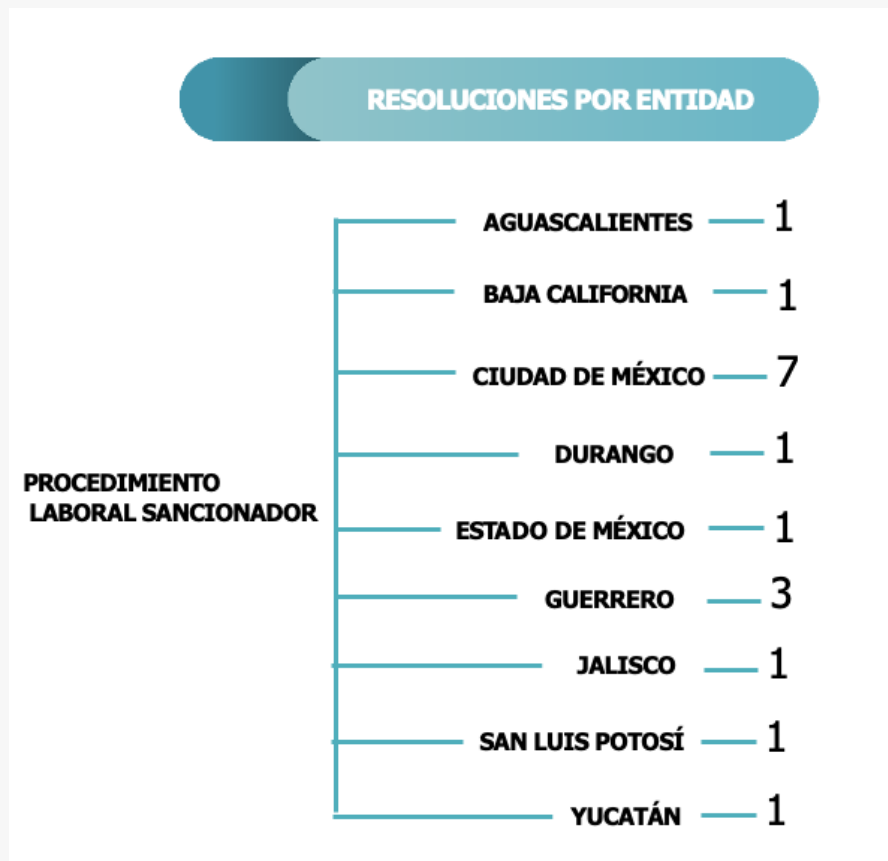 RESOLUCIONES POR ENTIDAD
AGUASCALIENTES 1
BAJA CALIFORNIA 1
CIUDAD DE MÉXICO 7
DURANGO 1
PROCEDIMIENTO
LABORAL SANCIONADOR
ESTADO DE MÉXICO 1
GUERRERO 3
JALISCO 1
SAN LUIS POTOSÍ 1
YUCATÁN 1